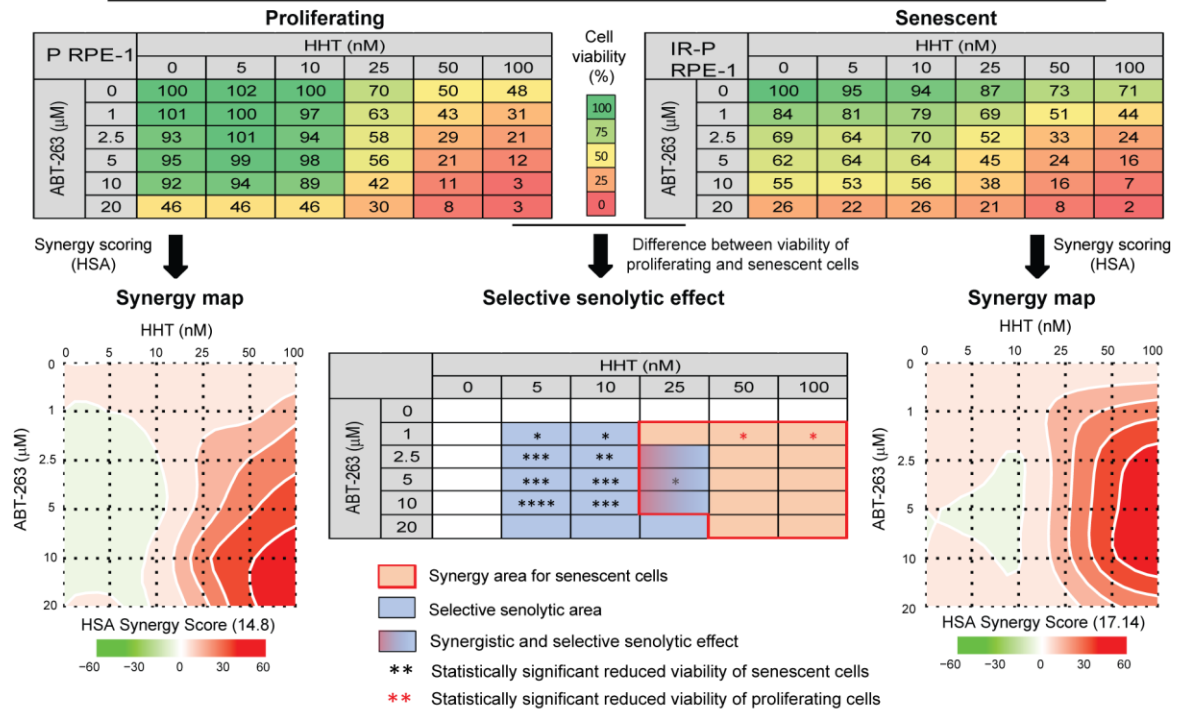 Proliferating
P RPE-1
HHT (nM)
0 5 10 25 50 100
ABT-263 (µM)
0 100 102 100 70 50 48
1 101 100 97 63 43 31
2.5 93 101 94 58 29 21
5 95 99 98 56 21 12
10 92 94 89 42 11 3
20 46 46 46 30 8 3
Cell
viability
(%)
100
75
50
25
0
Senescent
IR-P
RPE-1
HHT (nM)
0 5 10 25 50 100
ABT-263 (µM)
0 100 95 94 87 73 71
1 84 81 79 69 51 44
2.5 69 64 70 52 33 24
5 62 64 64 45 24 16
10 55 53 56 38 16 7
20 26 22 26 21 8 2
Synergy scoring
(HSA)
Difference between viability of
proliferating and senescent cells
Synergy scoring
(HSA)
Synergy map
HHT (nM)
0 5 10 25 50 100
ABT-263 (µM)
0
1
2.5
5
10
20
HSA Synergy Score (14.8)
−60 −30 0 30 60
Selective senolytic effect
HHT (nM)
0 5 10 25 50 100
ABT-263 (µM)
0
1 * * * *
2.5 *** **
5 *** *** *
10 **** ***
20
Synergy area for senescent cells
Selective senolytic area
Synergistic and selective senolytic effect
** Statistically significant reduced viability of senescent cells
** Statistically significant reduced viability of proliferating cells
Synergy map
HHT (nM)
0 5 10 25 50 100
ABT-263 (µM)
0
1
2.5
5
10
20
HSA Synergy Score (17.14)
−60 −30 0 30 60